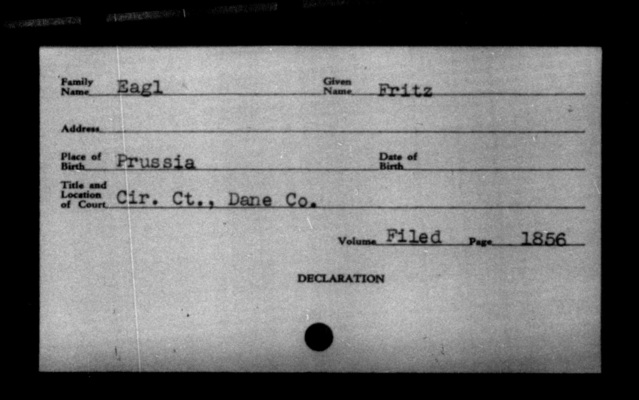 Family Name Eagl Given Name Fritz
Address
Place of Birth Prussia Date of Birth
Title and Location of Court Cir. Ct., Dane Co.
Volume Filed Page 1856
DECLARATION